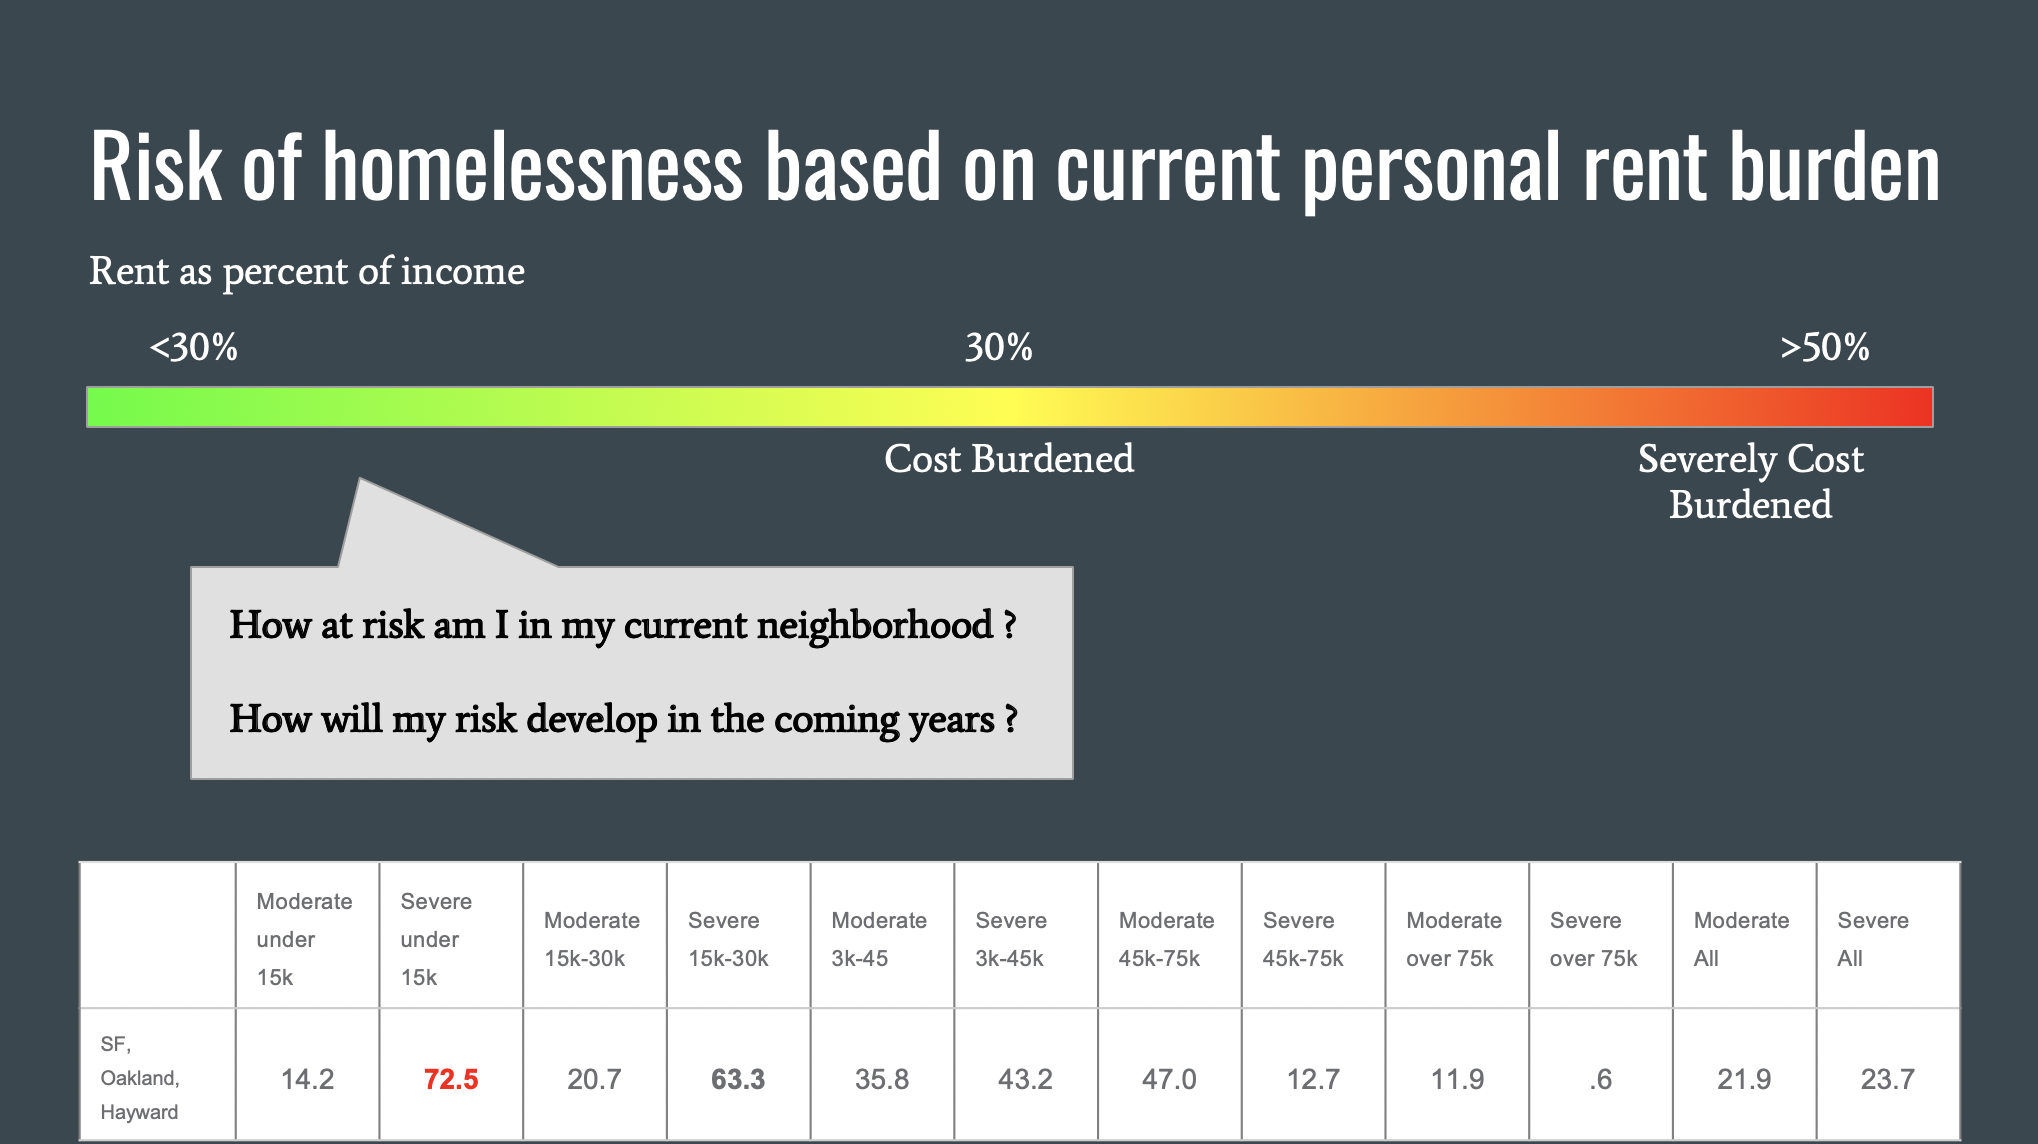 Risk of homelessness based on current personal rent burden
Rent as percent of income
<30% 30% >50%
Cost Burdened Severely Cost
Burdened
How at risk am I in my current neighborhood ?
How will my risk develop in the coming years ?
Moderate under 15k
Severe under 15k
Moderate 15k-30k
Severe 15k-30k
Moderate 3k-45
Severe 3k-45k
Moderate 45k-75k
Severe 45k-75k
Moderate over 75k
Severe over 75k
Moderate All
Severe All
SF, Oakland, Hayward
14.2 72.5 20.7 63.3 35.8 43.2 47.0 12.7 11.9 .6 21.9 23.7